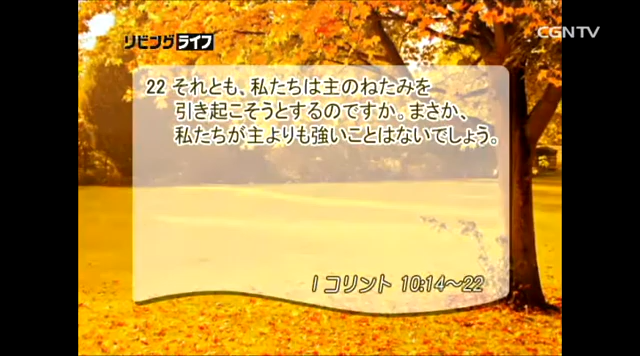 リビングライフ
CGNTV
22 それとも、私たちは主のねたみを
引き起こそうとするのですか。まさか、
私たちが主よりも強いことはないでしょう。
Ⅰコリント 10:14～22